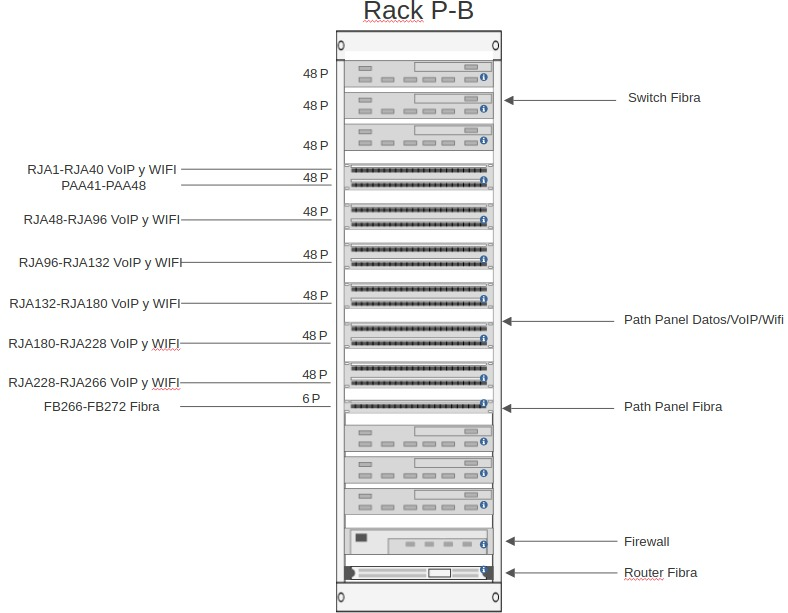 Rack P-B
48 P
48 P
Switch Fibra
48 P
RJA1-RJA40 VoIP y WIFI
PAA41-PAA48
48 P
RJA48-RJA96 VoIP y WIFI
48 P
RJA96-RJA132 VoIP y WIFI
48 P
RJA132-RJA180 VoIP y WIFI
48 P
Path Panel Datos/VoIP/Wifi
RJA180-RJA228 VoIP y WIFI
48 P
RJA228-RJA266 VoIP y WIFI
48 P
FB266-FB272 Fibra
6 P
Path Panel Fibra
Firewall
Router Fibra